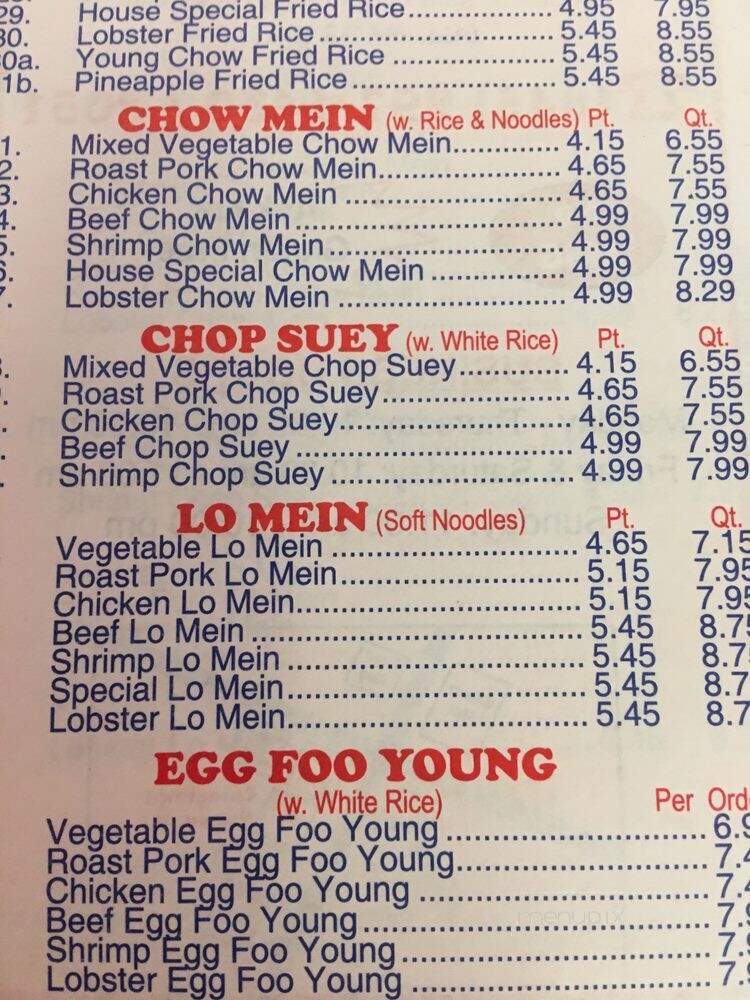 29. House Special Fried Rice.................. 4.95 7.95
30. Lobster Fried Rice.............................. 5.45 8.55
0a. Young Chow Fried Rice .................... 5.45 8.55
1b. Pineapple Fried Rice......................... 5.45 8.55
CHOW MEIN (w. Rice & Noodles) Pt. Qt.
1. Mixed Vegetable Chow Mein............ 4.15 6.55
2. Roast Pork Chow Mein..................... 4.65 7.55
3. Chicken Chow Mein ......................... 4.65 7.55
4. Beef Chow Mein............................... 4.99 7.99
5. Shrimp Chow Mein........................... 4.99 7.99
6. House Special Chow Mein ............... 4.99 7.99
7. Lobster Chow Mein .......................... 4.99 8.29
CHOP SUEY (w. White Rice) Pt. Qt.
Mixed Vegetable Chop Suey............. 4.15 6.55
Roast Pork Chop Suey...................... 4.65 7.55
Chicken Chop Suey........................... 4.65 7.55
Beef Chop Suey ................................ 4.99 7.99
Shrimp Chop Suey............................ 4.99 7.99
LO MEIN (Soft Noodles) Pt. Qt.
Vegetable Lo Mein ............................ 4.65 7.15
Roast Pork Lo Mein........................... 5.15 7.95
Chicken Lo Mein................................ 5.15 7.95
Beef Lo Mein ..................................... 5.45 8.75
Shrimp Lo Mein ................................. 5.45 8.7
Special Lo Mein................................. 5.45 8.7
Lobster Lo Mein................................. 5.45 8.7
EGG FOO YOUNG
(w. White Rice) Per Ord
Vegetable Egg Foo Young ............................. 6.9
Roast Pork Egg Foo Young............................ 7.4
Chicken Egg Foo Young ................................ 7.4
Beef Egg Foo Young....................................... 7.
Shrimp Egg Foo Young................................... 7.
Lobster Egg Foo Young .................................. 7.
menupix